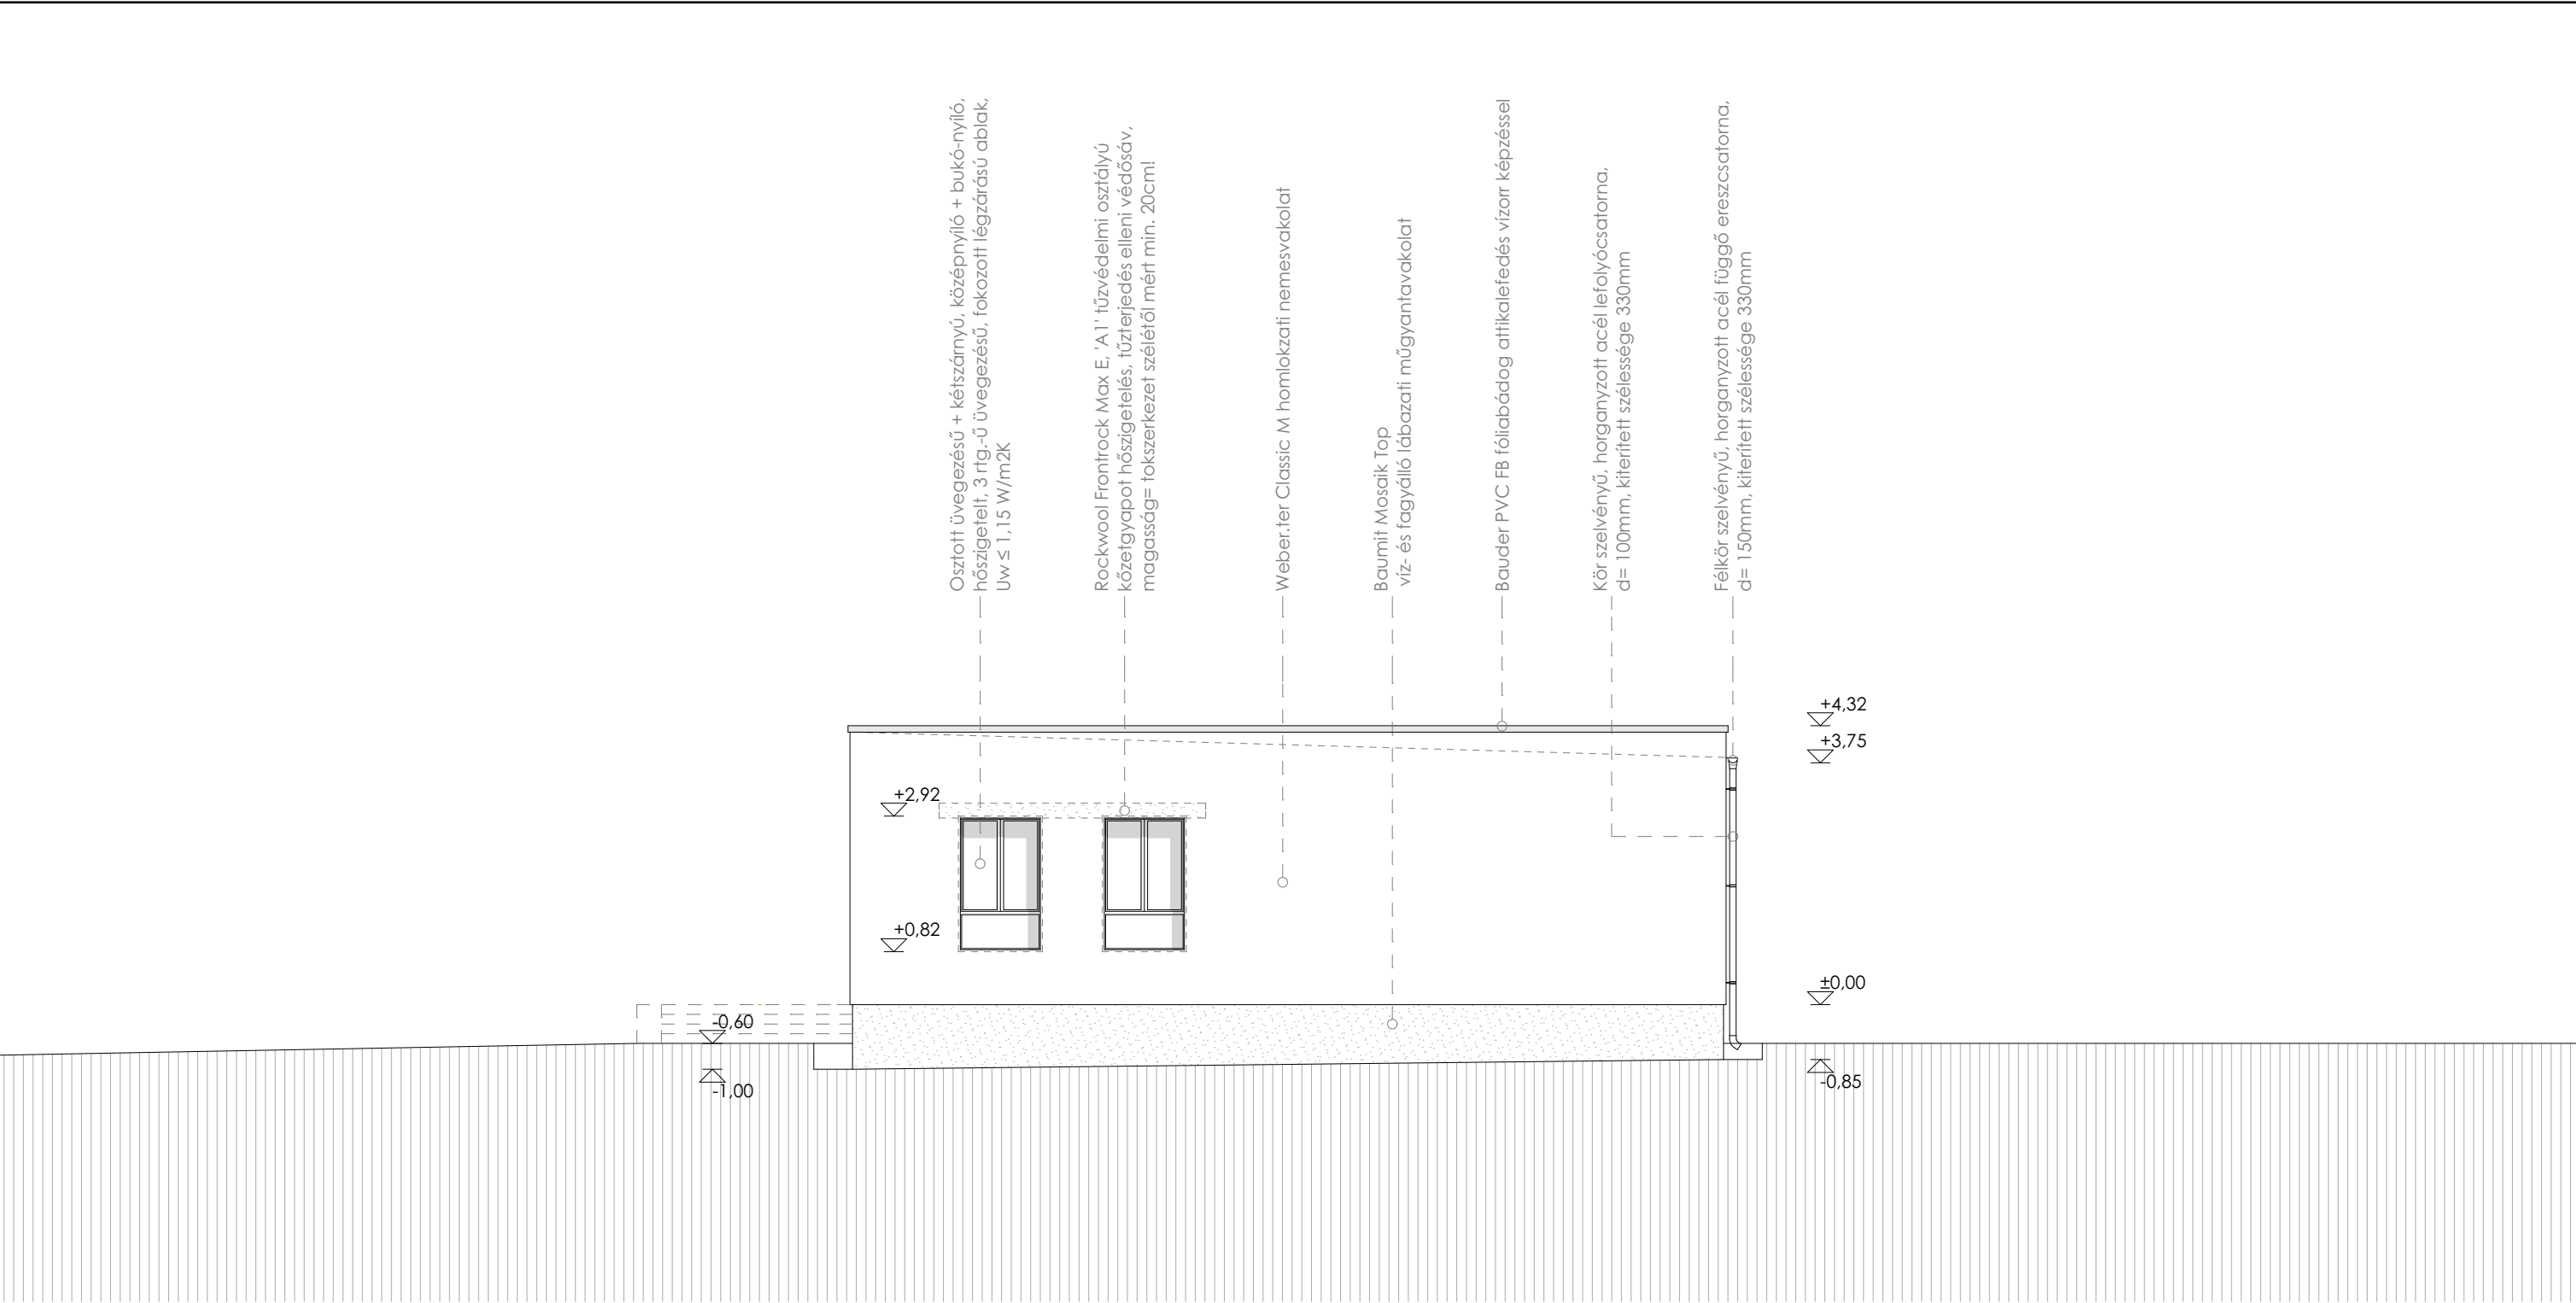 Osztott üvegezésű + kétszárnyú, középnyíló + bukó-nyíló,
hőszigetelt, 3 rtg.-ű üvegezésű, fokozott légzárású ablak,
Uw ≤ 1,15 W/m2K
Rockwool Frontrock Max E, 'A1' tűzvédelmi osztályú
kőzetgyapot hőszigetelés, tűzterjedés elleni védősáv,
magasság= tokszerkezet szélétől mért min. 20cm!
Weber.ter Classic M homlokzati nemesvakolat
Baumit Mosaik Top
víz- és fagyálló lábazati műgyantavakolat
Bauder PVC FB fóliabádog attikalefedés vízorr képzéssel
Kör szelvényű, horganyzott acél lefolyócsatorna,
d= 100mm, kiterített szélessége 330mm
Félkör szelvényű, horganyzott acél függő ereszcsatorna,
d= 150mm, kiterített szélessége 330mm
+4,32
+3,75
+2,92
+0,82
±0,00
-0,60
-0,85
-1,00